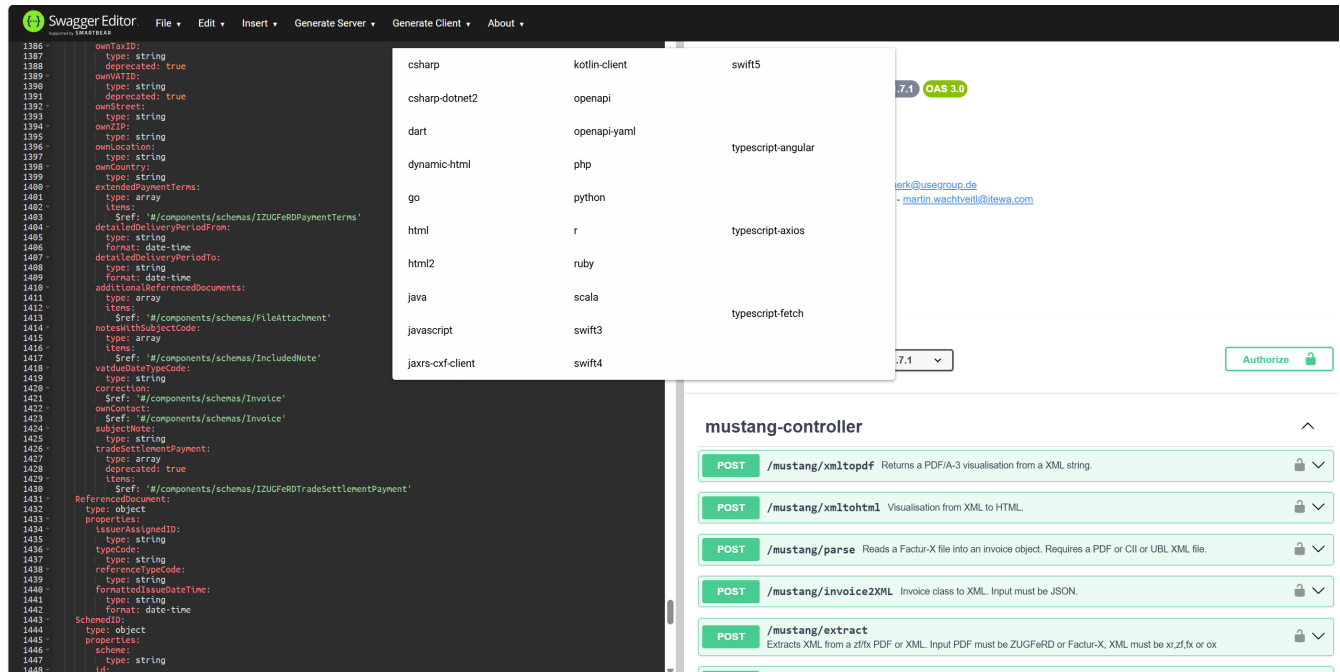 Swagger Editor.
Supported by SMARTBEAR
File Edit Insert Generate Server Generate Client About
1386 ownTaxID:
1387 type: string
1388 deprecated: true
1389 ownVATID:
1390 type: string
1391 deprecated: true
1392 ownStreet:
1393 type: string
1394 ownZIP:
1395 type: string
1396 ownLocation:
1397 type: string
1398 ownCountry:
1399 type: string
1400 extendedPaymentTerms:
1401 type: array
1402 items:
1403 $ref: '#/components/schemas/IZUGFeRDPaymentTerms'
1404 detailedDeliveryPeriodFrom:
1405 type: string
1406 format: date-time
1407 detailedDeliveryPeriodTo:
1408 type: string
1409 format: date-time
1410 additionalReferencedDocuments:
1411 type: array
1412 items:
1413 $ref: '#/components/schemas/FileAttachment'
1414 notesWithSubjectCode:
1415 type: array
1416 items:
1417 $ref: '#/components/schemas/IncludedNote'
1418 vatdueDateTypeCode:
1419 type: string
1420 correction:
1421 $ref: '#/components/schemas/Invoice'
1422 ownContact:
1423 $ref: '#/components/schemas/Invoice'
1424 subjectNote:
1425 type: string
1426 tradeSettlementPayment:
1427 type: array
1428 deprecated: true
1429 items:
1430 $ref: '#/components/schemas/IZUGFeRDTradeSettlementPayment'
1431 ReferencedDocument:
1432 type: object
1433 properties:
1434 issuerAssignedID:
1435 type: string
1436 typeCode:
1437 type: string
1438 referenceTypeCode:
1439 type: string
1440 formattedIssueDateTime:
1441 type: string
1442 format: date-time
1443 SchemedID:
1444 type: object
1445 properties:
1446 scheme:
1447 type: string
1448 id:
csharp
csharp-dotnet2
dart
dynamic-html
go
html
html2
java
javascript
jaxrs-cxf-client
kotlin-client
openapi
openapi-yaml
php
python
r
ruby
scala
swift3
swift4
swift5
typescript-angular
typescript-axios
typescript-fetch
.7.1 OAS 3.0
erk@usegroup.de
- martin.wachtveitl@itewa.com
.7.1
Authorize
mustang-controller
POST /mustang/xmltopdf Returns a PDF/A-3 visualisation from a XML string.
POST /mustang/xmltohtml Visualisation from XML to HTML.
POST /mustang/parse Reads a Factur-X file into an invoice object. Requires a PDF or CII or UBL XML file.
POST /mustang/invoice2XML Invoice class to XML. Input must be JSON.
POST /mustang/extract
Extracts XML from a zf/fx PDF or XML. Input PDF must be ZUGFeRD or Factur-X, XML must be xr,zf,fx or ox